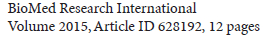 BioMed Research International
Volume 2015, Article ID 628192, 12 pages